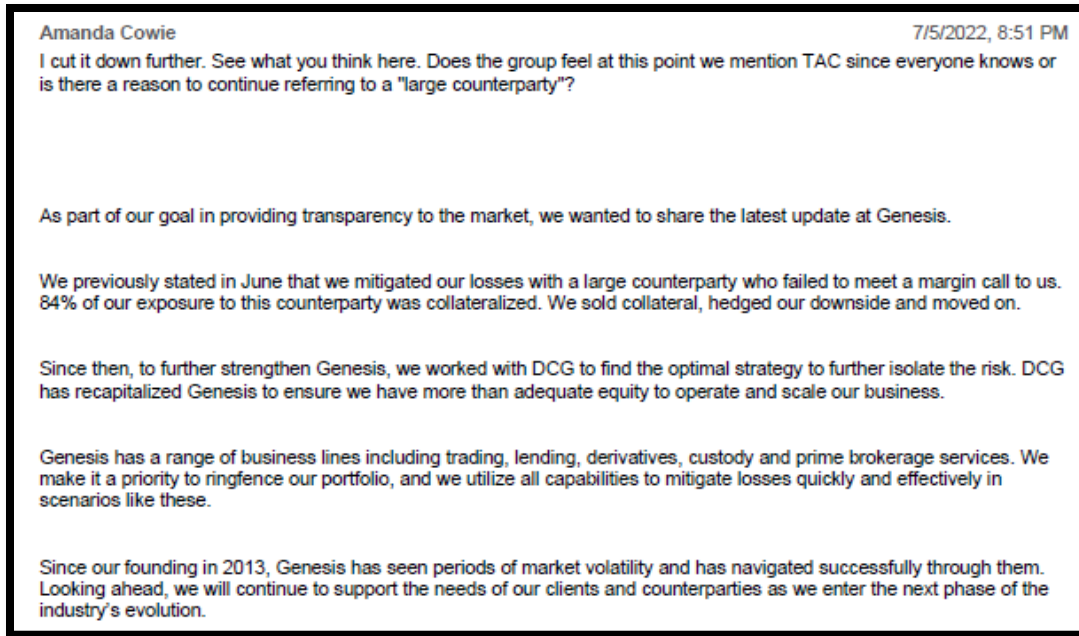 Amanda Cowie 7/5/2022, 8:51 PM
I cut it down further. See what you think here. Does the group feel at this point we mention TAC since everyone knows or
is there a reason to continue referring to a "large counterparty"?
As part of our goal in providing transparency to the market, we wanted to share the latest update at Genesis.
We previously stated in June that we mitigated our losses with a large counterparty who failed to meet a margin call to us.
84% of our exposure to this counterparty was collateralized. We sold collateral, hedged our downside and moved on.
Since then, to further strengthen Genesis, we worked with DCG to find the optimal strategy to further isolate the risk. DCG
has recapitalized Genesis to ensure we have more than adequate equity to operate and scale our business.
Genesis has a range of business lines including trading, lending, derivatives, custody and prime brokerage services. We
make it a priority to ringfence our portfolio, and we utilize all capabilities to mitigate losses quickly and effectively in
scenarios like these.
Since our founding in 2013, Genesis has seen periods of market volatility and has navigated successfully through them.
Looking ahead, we will continue to support the needs of our clients and counterparties as we enter the next phase of the
industry's evolution.